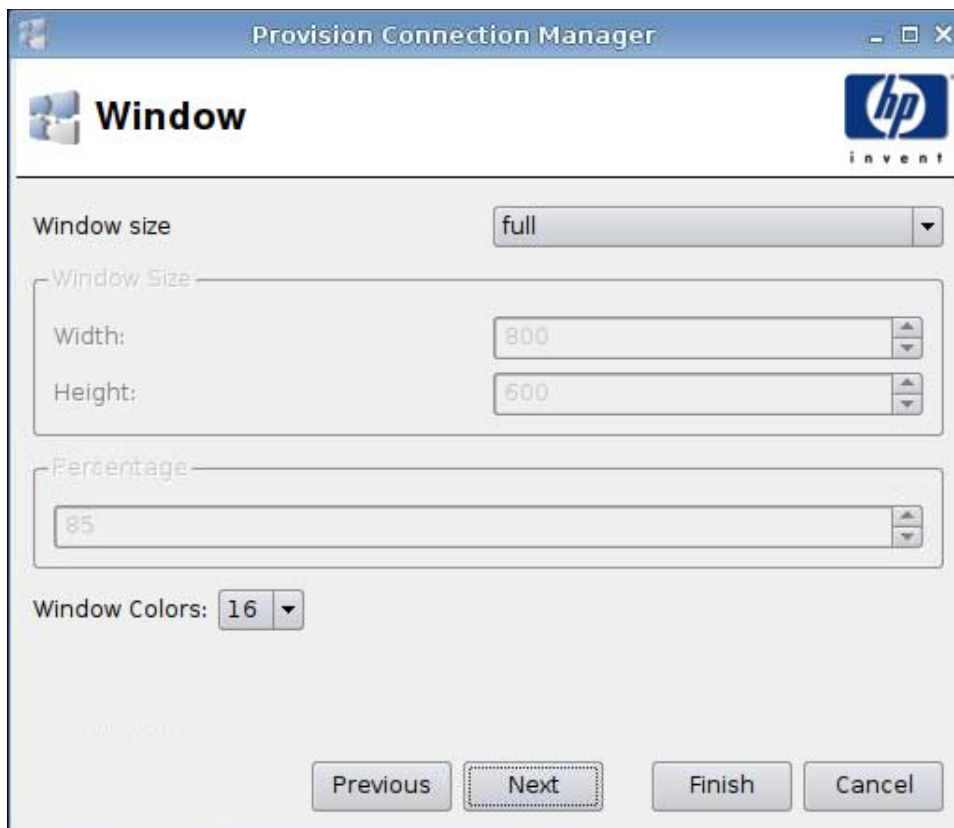 Provision Connection Manager
Window
hp
invent
Window size
full
Window Size
Width:
800
Height:
600
Percentage
85
Window Colors:
16
Previous
Next
Finish
Cancel